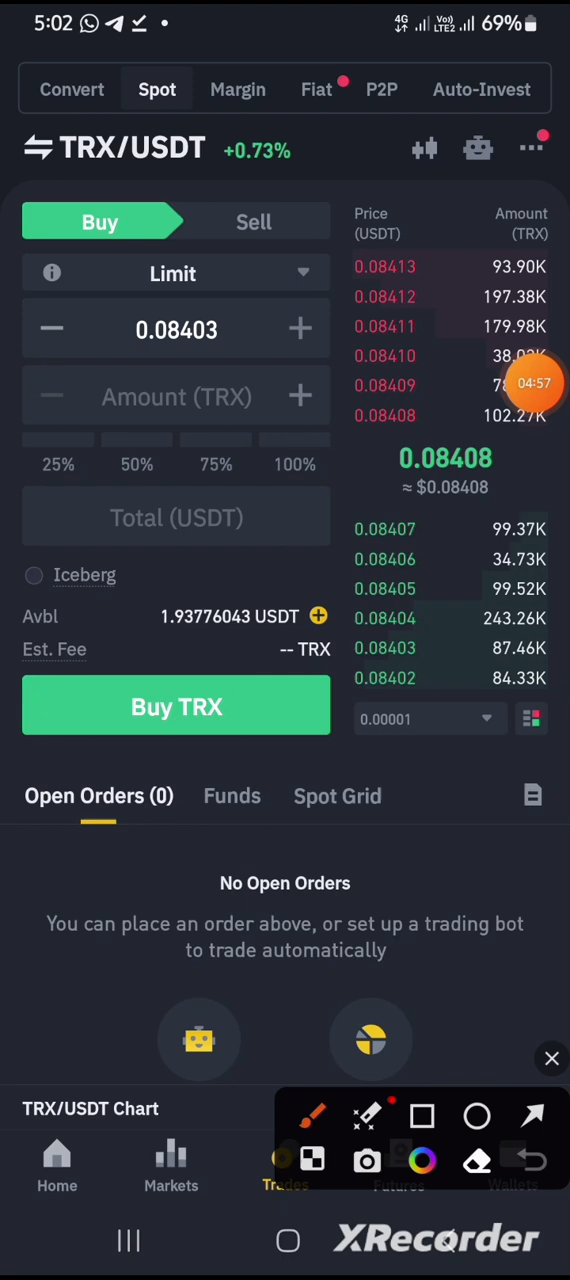 5:02 4G Vo) LTE2 69%
Convert Spot Margin Fiat P2P Auto-Invest
TRX/USDT +0.73%
Buy Sell
Limit
0.08403
Amount (TRX)
25% 50% 75% 100%
Total (USDT)
Iceberg
Avbl 1.93776043 USDT
Est. Fee -- TRX
Buy TRX
Price Amount
(USDT) (TRX)
0.08413 93.90K
0.08412 197.38K
0.08411 179.98K
0.08410
0.08409
04:57
0.08408 102.27K
0.08408
≈ $0.08408
0.08407 99.37K
0.08406 34.73K
0.08405 99.52K
0.08404 243.26K
0.08403 87.46K
0.08402 84.33K
0.00001
Open Orders (0) Funds Spot Grid
No Open Orders
You can place an order above, or set up a trading bot
to trade automatically
TRX/USDT Chart
Home Markets Trades Futures Wallets
XRecorder